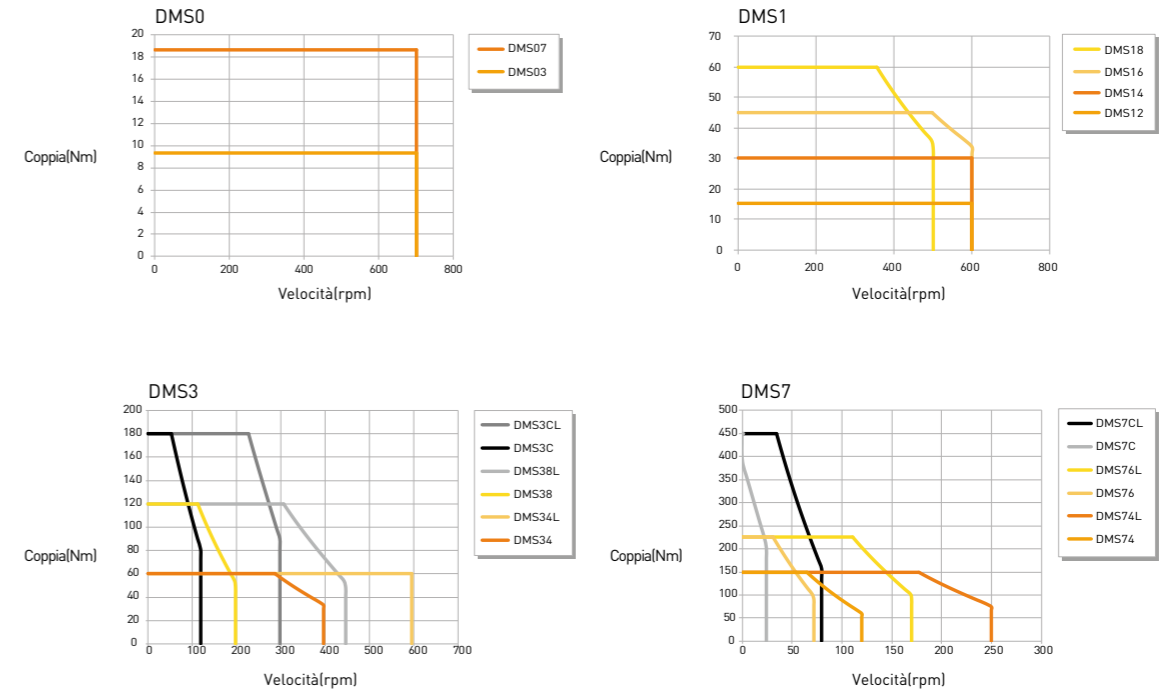 DMS0
20
18
16
14
12
10
8
6
4
2
0
Coppia(Nm)
0 200 400 600 800
Velocità(rpm)
DMS07
DMS03
DMS1
70
60
50
40
30
20
10
0
Coppia(Nm)
0 200 400 600 800
Velocità(rpm)
DMS18
DMS16
DMS14
DMS12
DMS3
200
180
160
140
120
100
80
60
40
20
0
Coppia(Nm)
0 100 200 300 400 500 600 700
Velocità(rpm)
DMS3CL
DMS3C
DMS38L
DMS38
DMS34L
DMS34
DMS7
500
450
400
350
300
250
200
150
100
50
0
Coppia(Nm)
0 50 100 150 200 250 300
Velocità(rpm)
DMS7CL
DMS7C
DMS76L
DMS76
DMS74L
DMS74